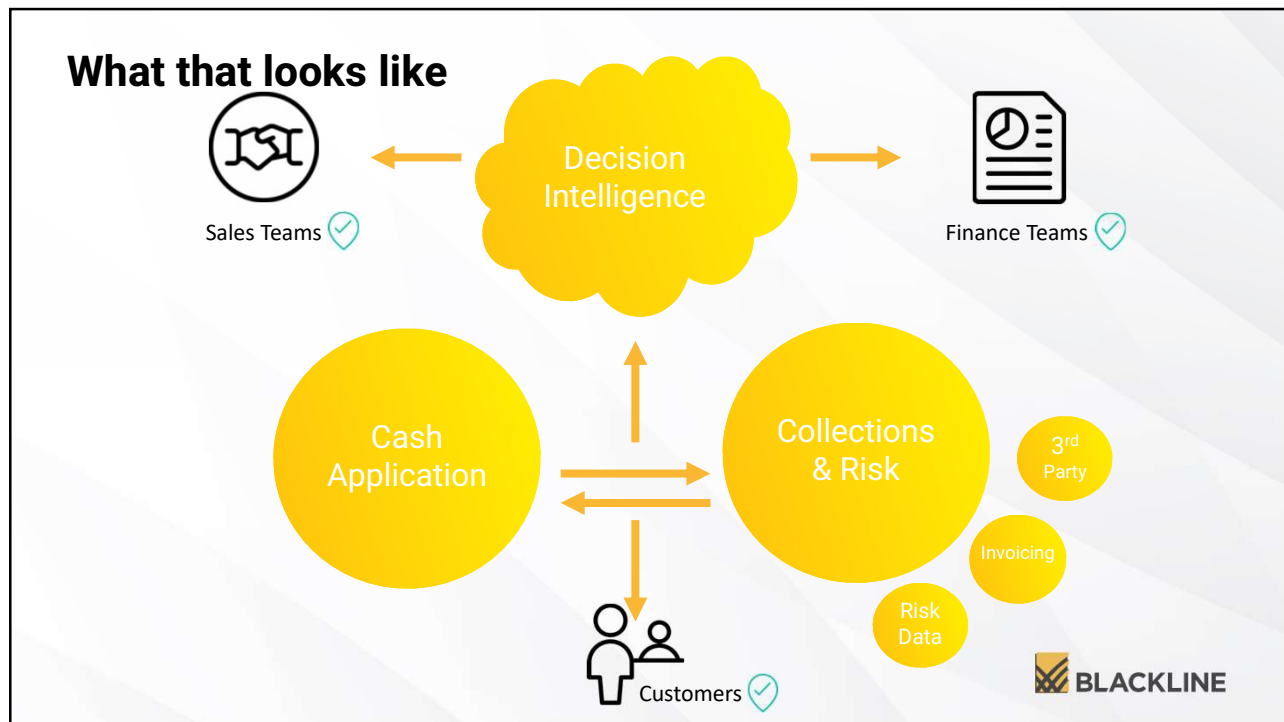 What that looks like
Decision
Intelligence
Sales Teams
Finance Teams
Cash
Application
Collections
& Risk
3rd
Party
Invoicing
Risk
Data
Customers
BLACKLINE